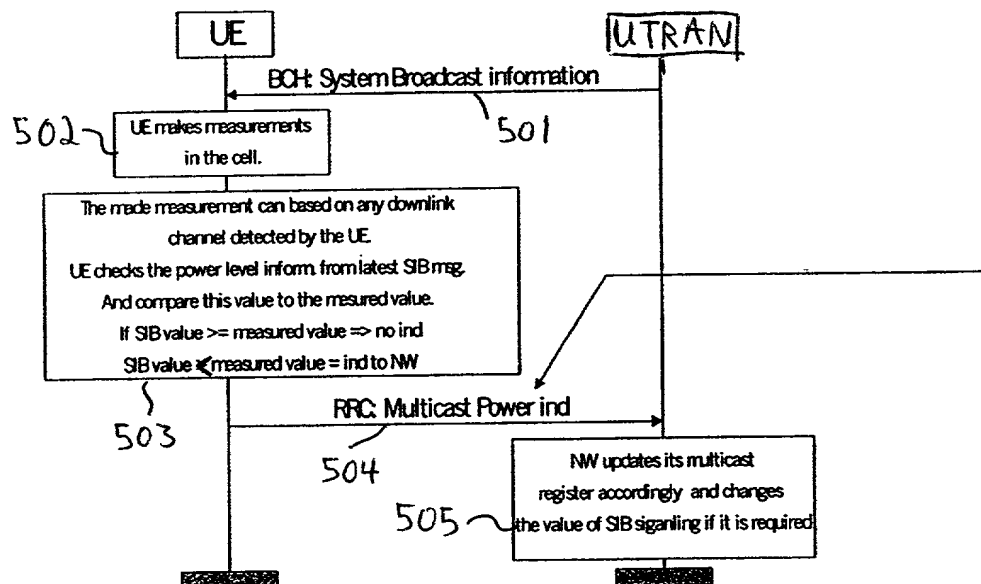 UE
UTRAN
BCH: System Broadcast information
501
502
UE makes measurements
in the cell.
The made measurement can based on any downlink
channel detected by the UE.
UE checks the power level inform. from latest SIB msg.
And compare this value to the mesured value.
If SIB value >= measured value => no ind
SIB value < measured value = ind to NW
503
RRC: Multicast Power ind
504
NW updates its multicast
register accordingly and changes
the value of SIB siganling if it is required
505